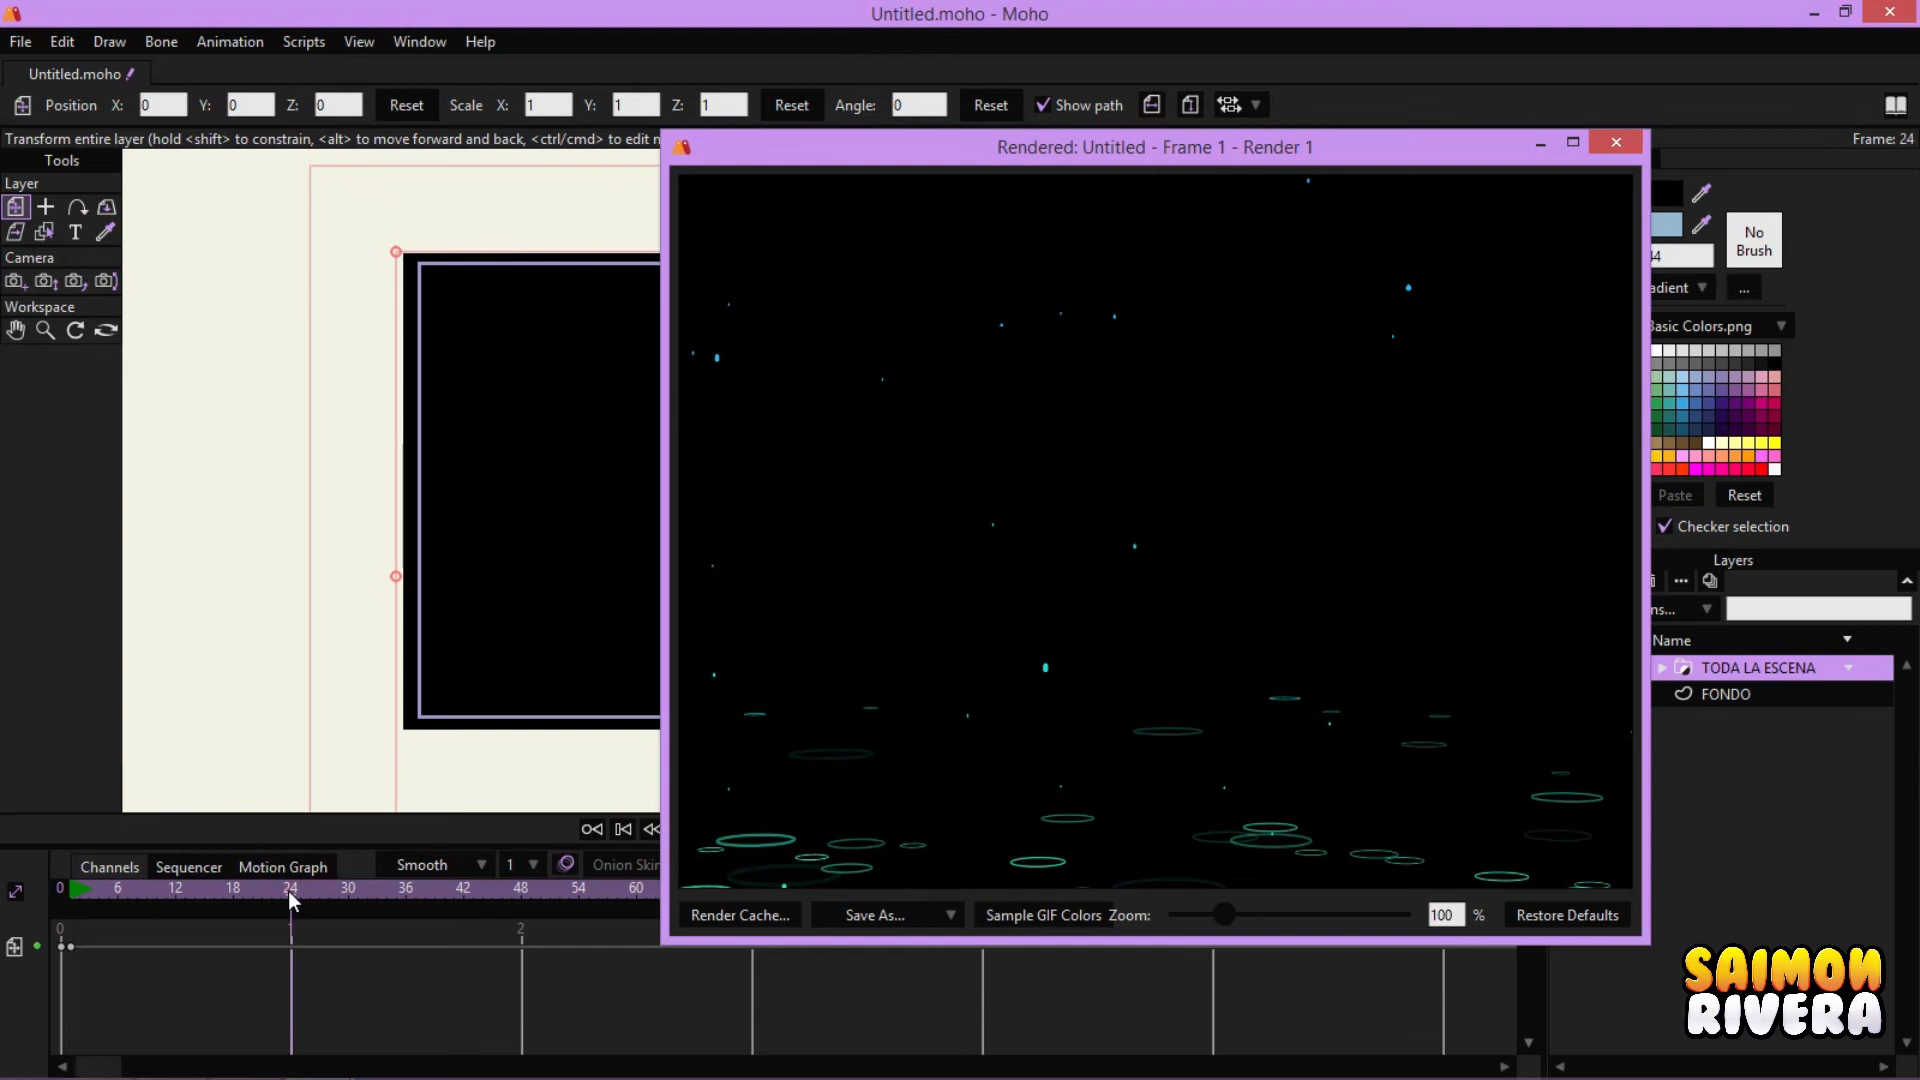 Untitled.moho - Moho
File Edit Draw Bone Animation Scripts View Window Help
Untitled.moho
Position X: 0 Y: 0 Z: 0 Reset Scale X: 1 Y: 1 Z: 1 Reset Angle: 0 Reset Show path
Transform entire layer (hold <shift> to constrain, <alt> to move forward and back, <ctrl/cmd> to edit
Frame: 24
Rendered: Untitled - Frame 1 - Render 1
Tools
Layer
Camera
Workspace
No
Brush
adient ...
Basic Colors.png
Paste Reset
Checker selection
Layers
ns...
Name
TODA LA ESCENA
FONDO
Channels Sequencer Motion Graph Smooth 1 Onion Skin
0 6 12 18 24 30 36 42 48 54 60
Render Cache... Save As... Sample GIF Colors Zoom: 100 % Restore Defaults
0 1 2
SAIMON
RIVERA